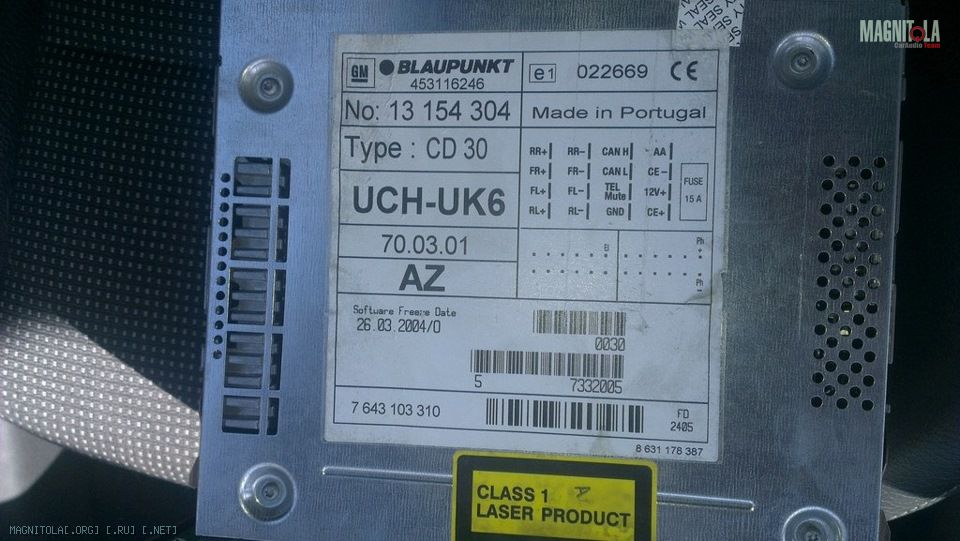 MAGNITOLA
CarAudio Team
SEAL
GM BLAUPUNKT
453116246
e1 022669 CE
No: 13 154 304
Made in Portugal
Type : CD 30
RR+ RR- CAN H AA
FR+ FR- CAN L CE-
FL+ FL- TEL Mute 12V+
RL+ RL- GND CE+
FUSE
15 A
UCH-UK6
70.03.01
AZ
Ph
+
Ph
-
Software Freeze Date
26.03.2004/0
0030
5 7332005
7 643 103 310
FD
2405
8 631 178 387
CLASS 1
LASER PRODUCT
MAGNITOLA[.ORG] [.RU] [.NET]